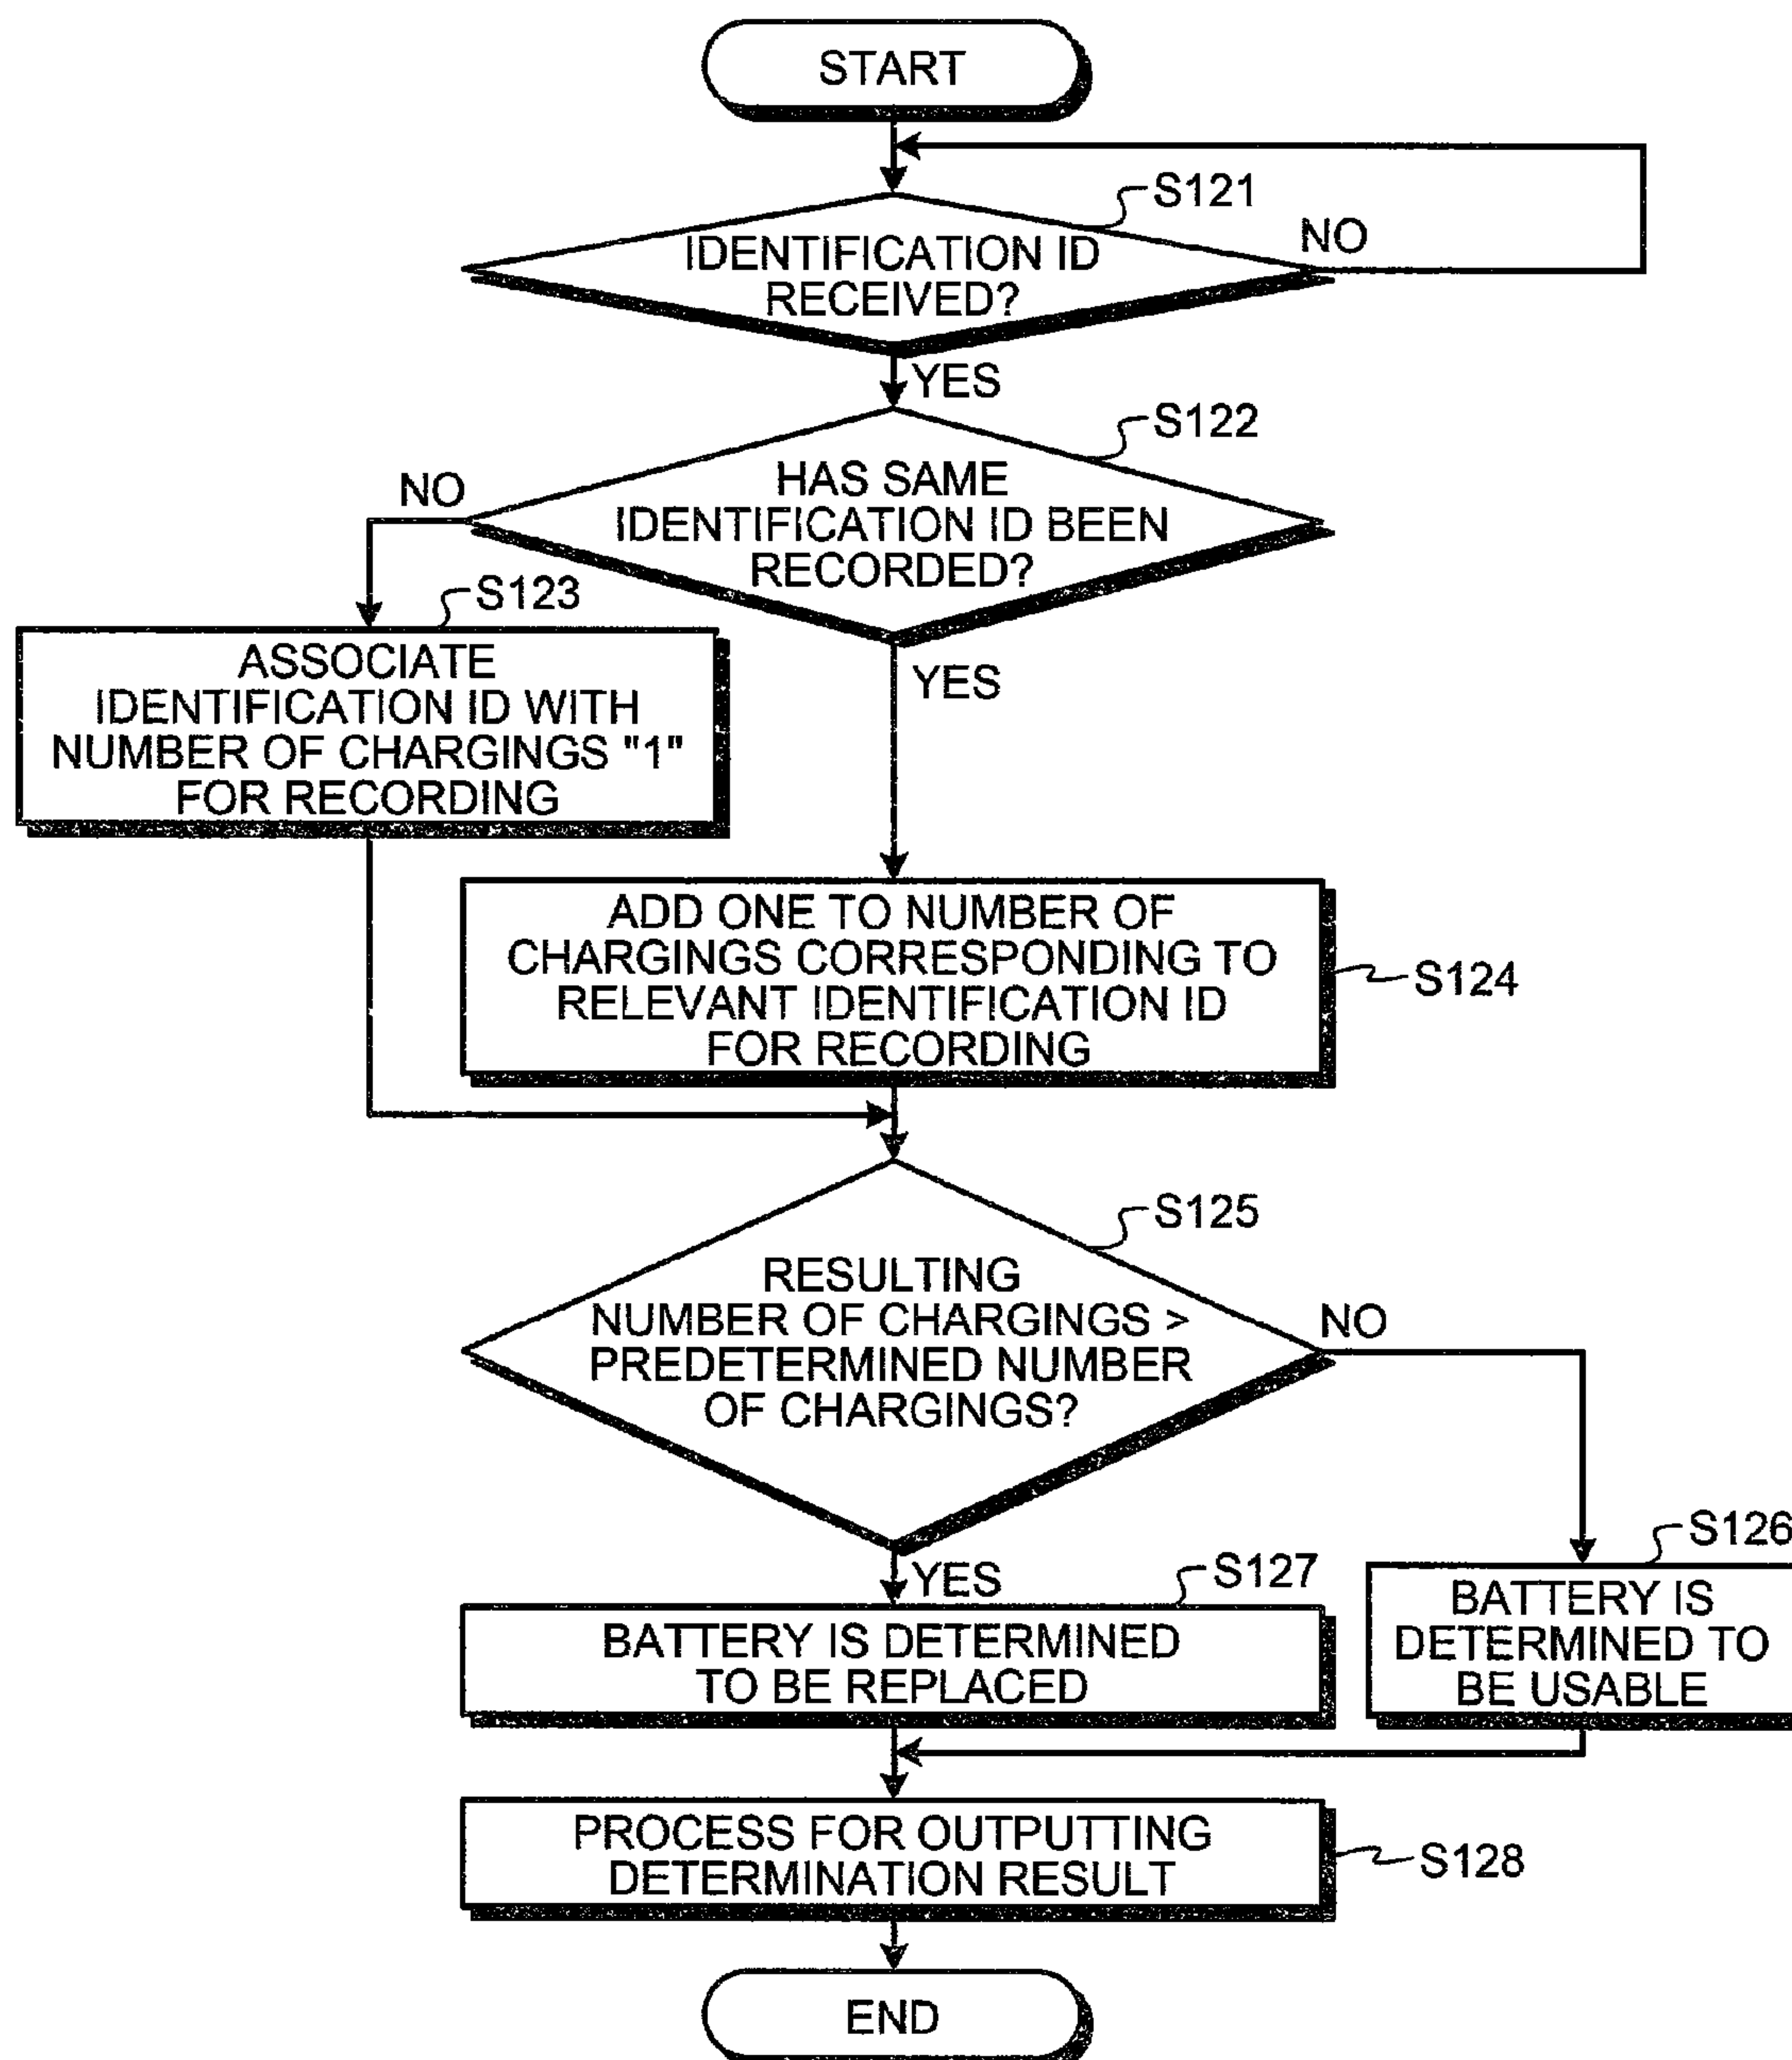 START
S121
IDENTIFICATION ID
RECEIVED?
NO
YES
S122
HAS SAME
IDENTIFICATION ID BEEN
RECORDED?
NO
YES
S123
ASSOCIATE
IDENTIFICATION ID WITH
NUMBER OF CHARGINGS "1"
FOR RECORDING
ADD ONE TO NUMBER OF
CHARGINGS CORRESPONDING TO
RELEVANT IDENTIFICATION ID
FOR RECORDING
S124
S125
RESULTING
NUMBER OF CHARGINGS >
PREDETERMINED NUMBER
OF CHARGINGS?
NO
YES
S126
BATTERY IS
DETERMINED TO
BE USABLE
S127
BATTERY IS DETERMINED
TO BE REPLACED
PROCESS FOR OUTPUTTING
DETERMINATION RESULT
S128
END